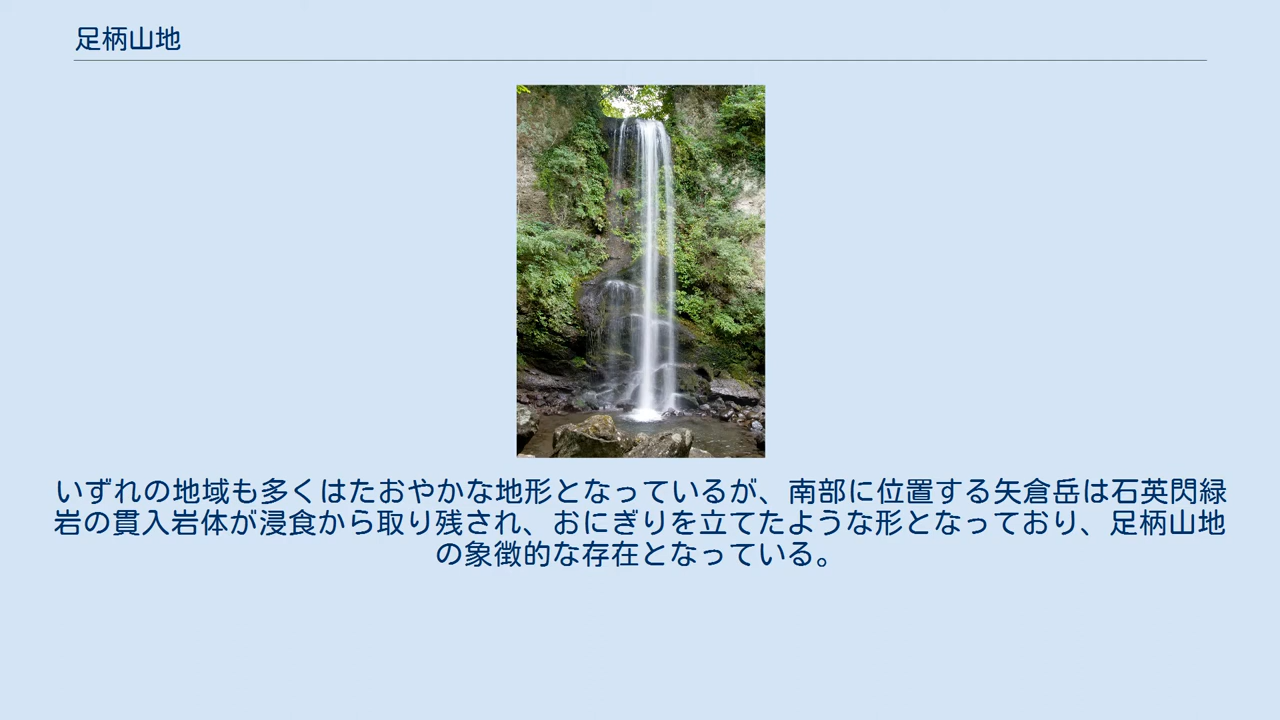 足柄山地
いずれの地域も多くはたおやかな地形となっているが、南部に位置する矢倉岳は石英閃緑
岩の貫入岩体が浸食から取り残され、おにぎりを立てたような形となっており、足柄山地
の象徴的な存在となっている。